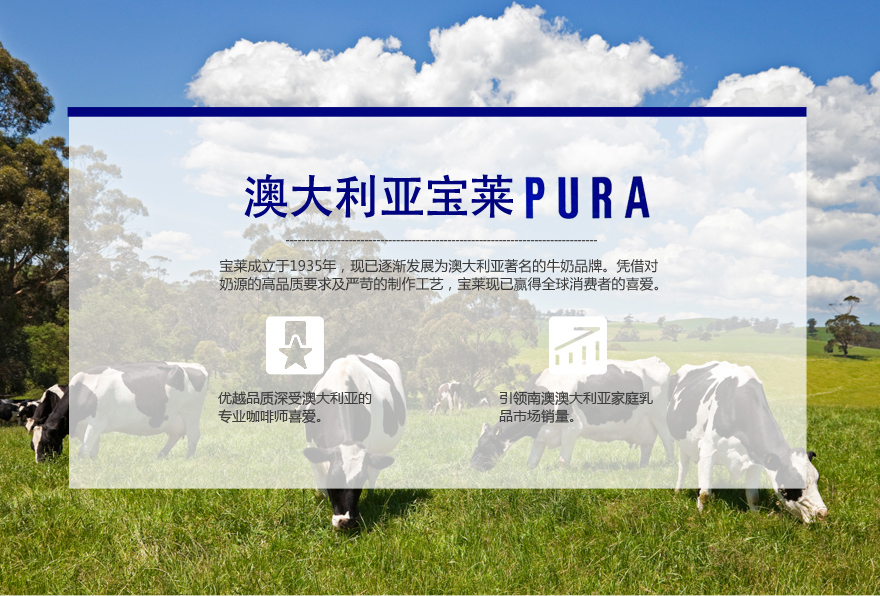 澳大利亚宝莱PURA
宝莱成立于1935年，现已逐渐发展为澳大利亚著名的牛奶品牌。凭借对
奶源的高品质要求及严苛的制作工艺，宝莱现已赢得全球消费者的喜爱。
优越品质深受澳大利亚的
专业咖啡师喜爱。
引领南澳澳大利亚家庭乳
品市场销量。